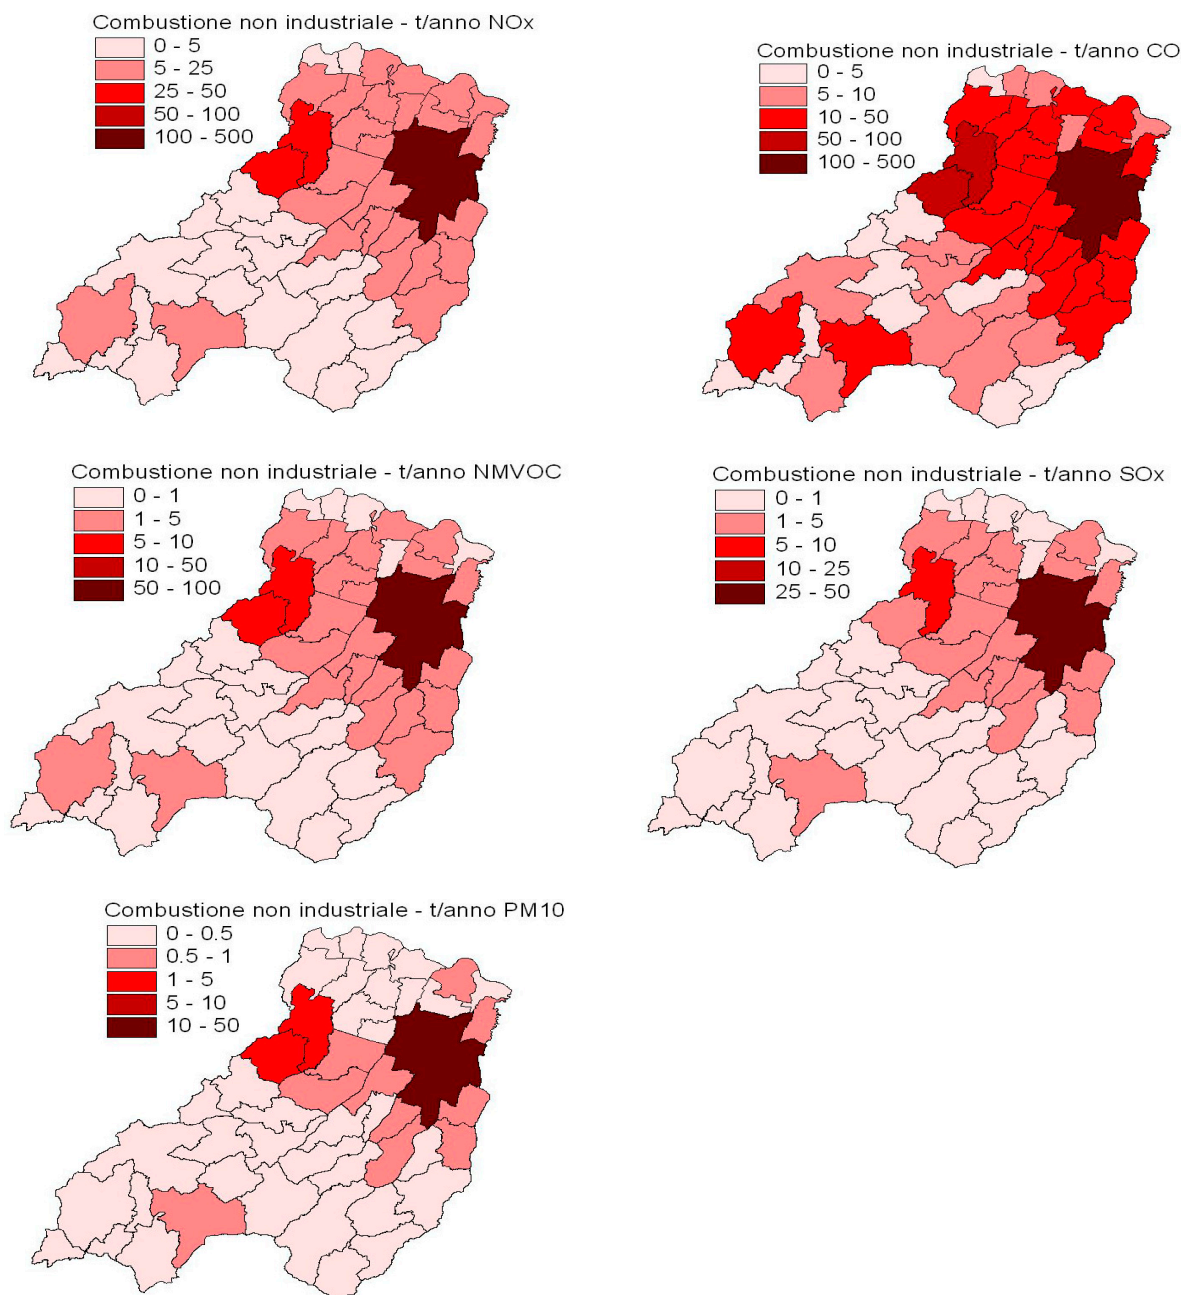 Combustione non industriale - t/anno NOx
0 - 5
5 - 25
25 - 50
50 - 100
100 - 500
Combustione non industriale - t/anno CO
0 - 5
5 - 10
10 - 50
50 - 100
100 - 500
Combustione non industriale - t/anno NMVOC
0 - 1
1 - 5
5 - 10
10 - 50
50 - 100
Combustione non industriale - t/anno SOx
0 - 1
1 - 5
5 - 10
10 - 25
25 - 50
Combustione non industriale - t/anno PM10
0 - 0.5
0.5 - 1
1 - 5
5 - 10
10 - 50